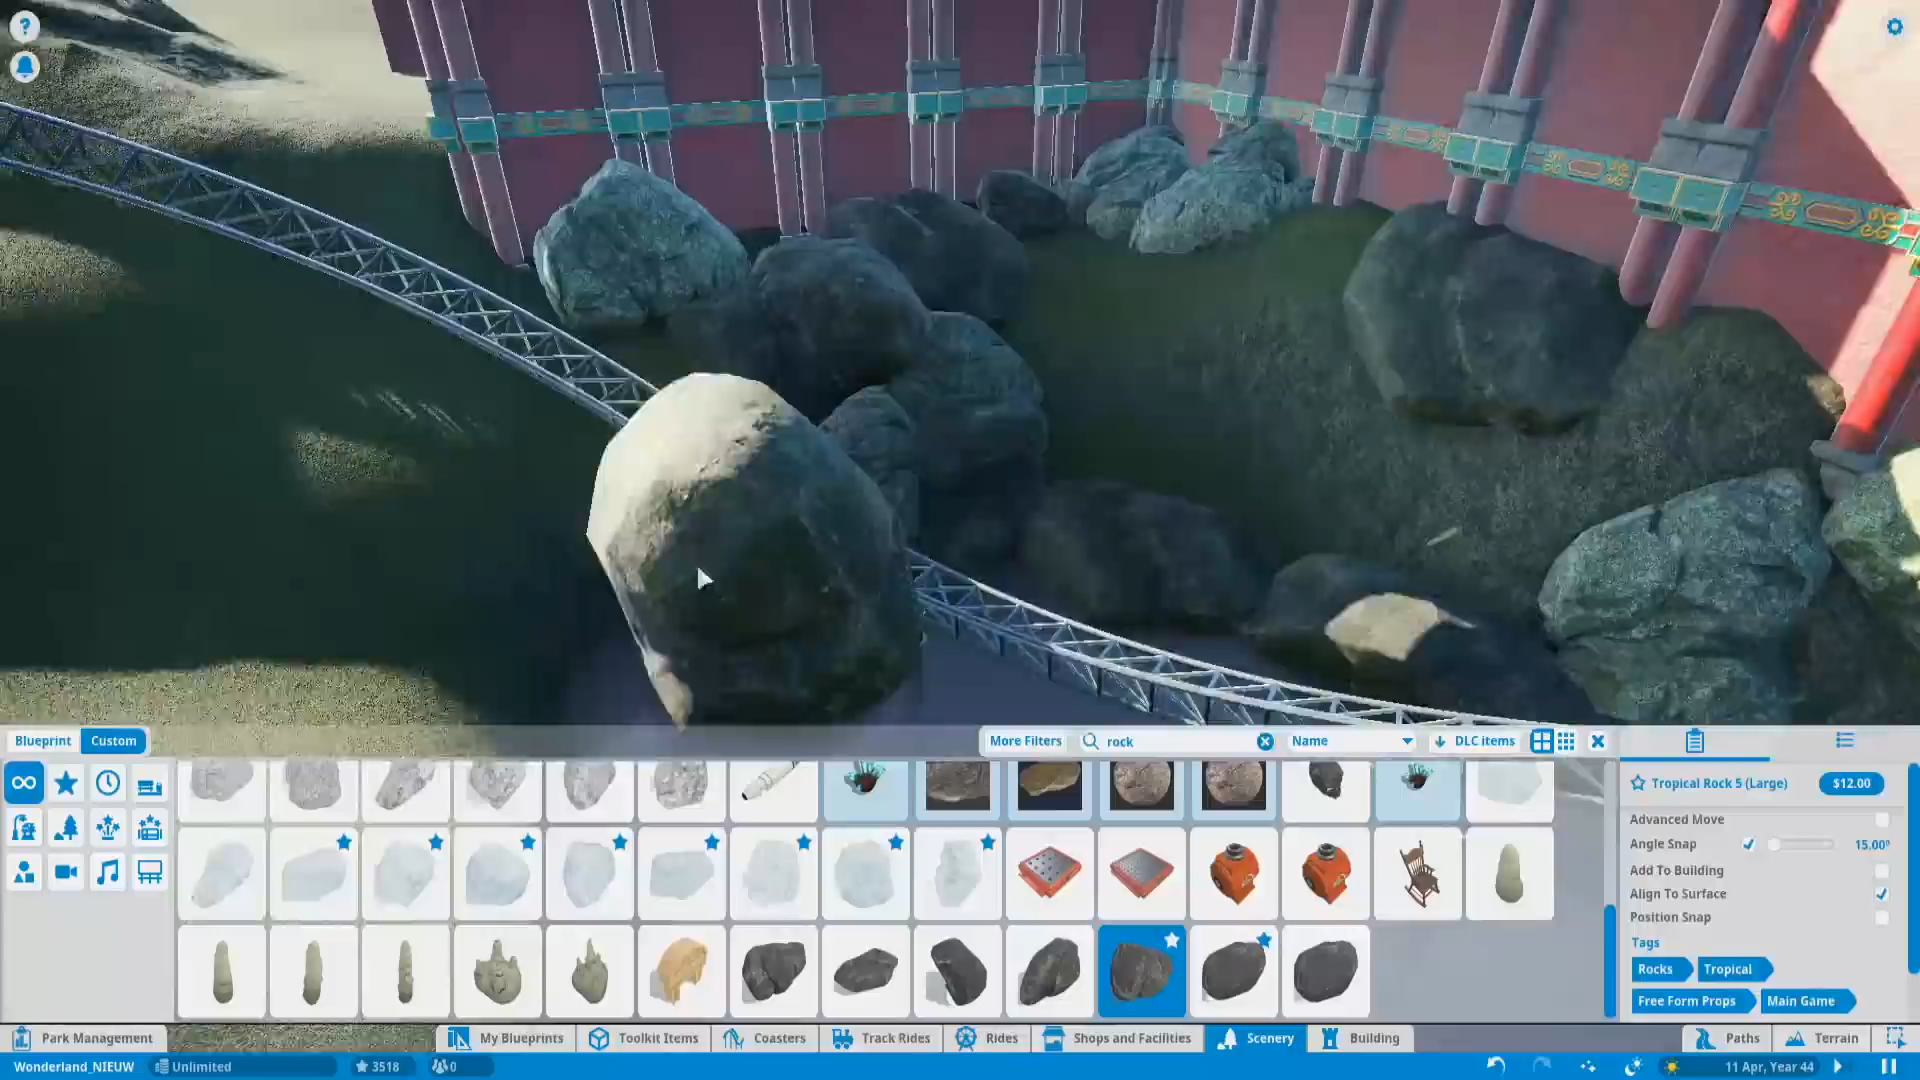 ?
Blueprint
Custom
More Filters
rock
Name
DLC items
Tropical Rock 5 (Large)
$12.00
Advanced Move
Angle Snap
15.00°
Add To Building
Align To Surface
Position Snap
Tags
Rocks
Tropical
Free Form Props
Main Game
Park Management
My Blueprints
Toolkit Items
Coasters
Track Rides
Rides
Shops and Facilities
Scenery
Building
Paths
Terrain
Wonderland_NIEUW
Unlimited
3518
0
11 Apr, Year 44